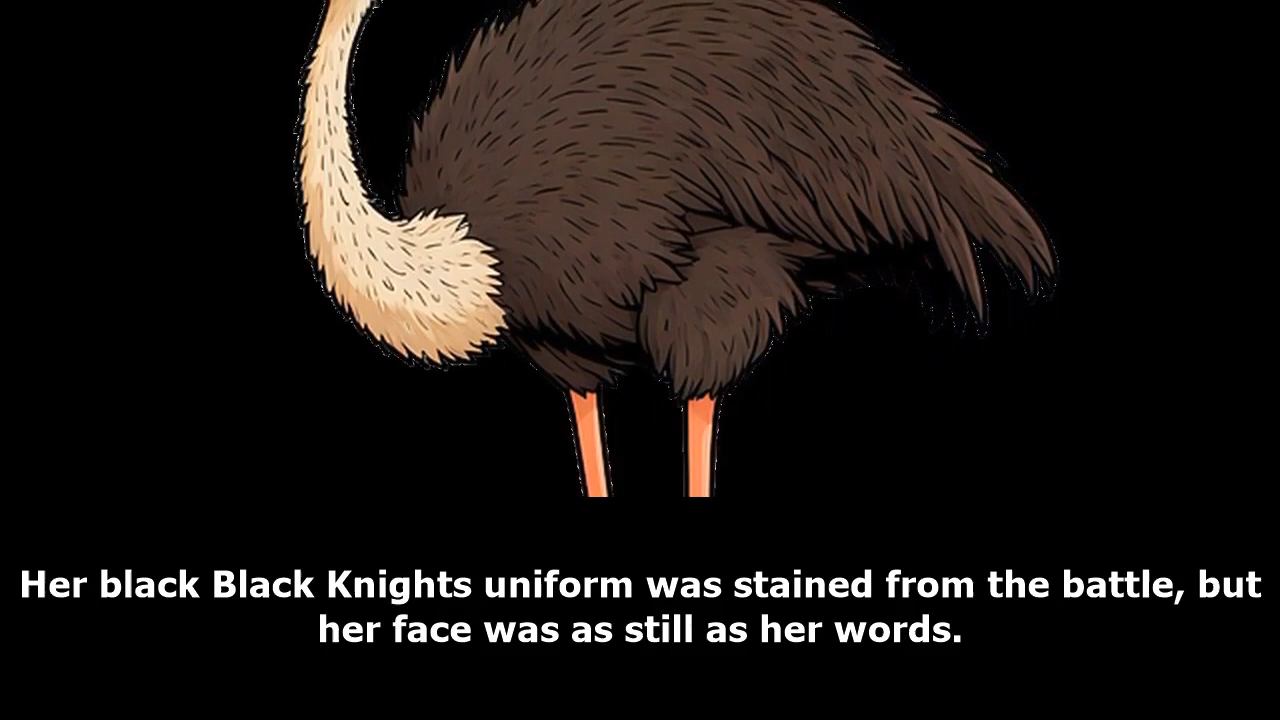 Her black Black Knights uniform was stained from the battle, but
her face was as still as her words.